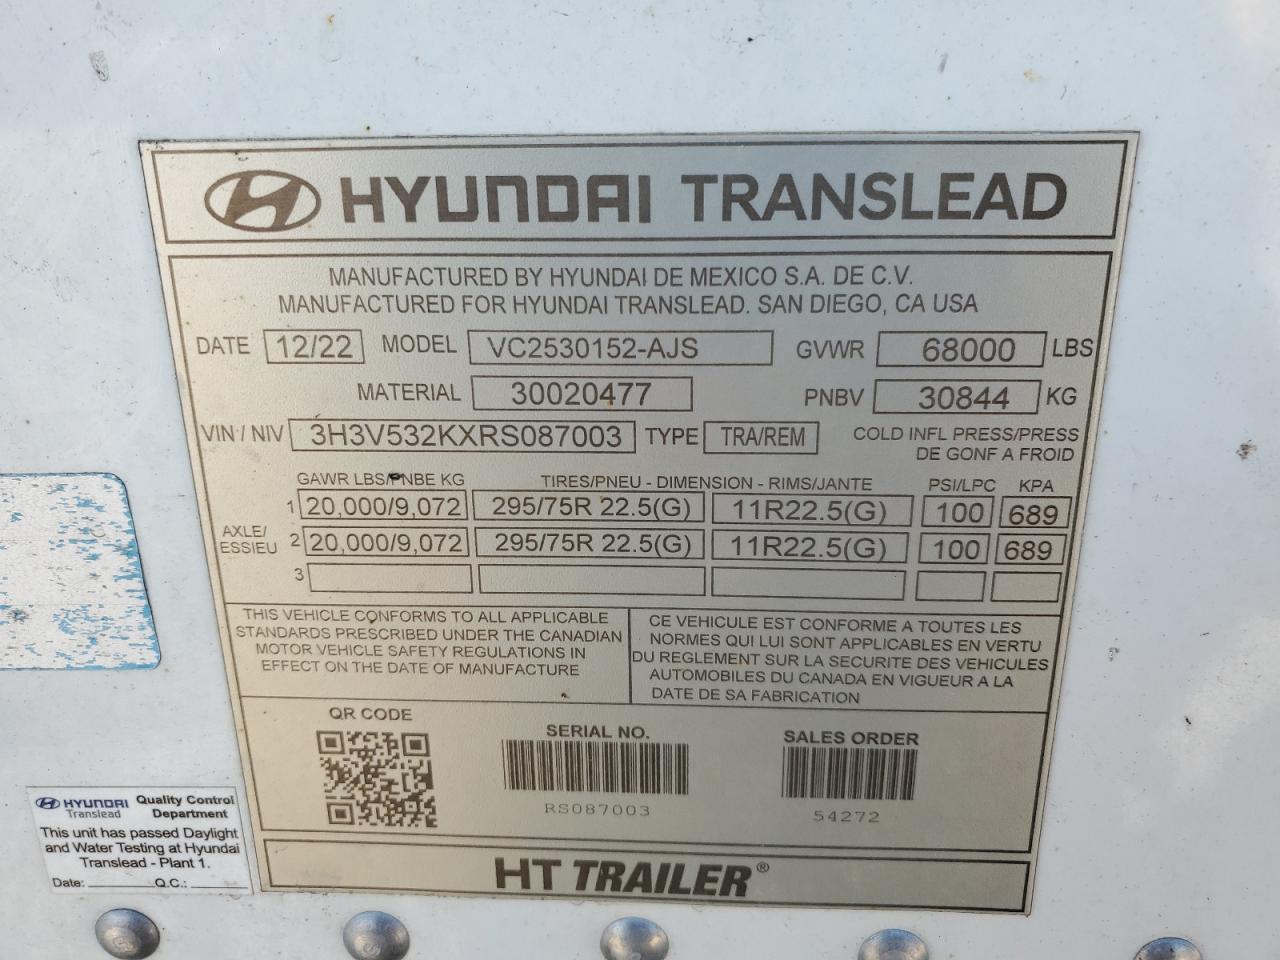 HYUNDAI TRANSLEAD
MANUFACTURED BY HYUNDAI DE MEXICO S.A. DE C.V.
MANUFACTURED FOR HYUNDAI TRANSLEAD. SAN DIEGO, CA USA
DATE 12/22 MODEL VC2530152-AJS GVWR 68000 LBS
MATERIAL 30020477 PNBV 30844 KG
VIN / NIV 3H3V532KXRS087003 TYPE TRA/REM COLD INFL PRESS/PRESS
DE GONF A FROID
GAWR LBS/PNBE KG TIRES/PNEU - DIMENSION - RIMS/JANTE PSI/LPC KPA
AXLE/
ESSIEU
1 20,000/9,072 295/75R 22.5(G) 11R22.5(G) 100 689
2 20,000/9,072 295/75R 22.5(G) 11R22.5(G) 100 689
3
THIS VEHICLE CONFORMS TO ALL APPLICABLE
STANDARDS PRESCRIBED UNDER THE CANADIAN
MOTOR VEHICLE SAFETY REGULATIONS IN
EFFECT ON THE DATE OF MANUFACTURE
CE VEHICULE EST CONFORME A TOUTES LES
NORMES QUI LUI SONT APPLICABLES EN VERTU
DU REGLEMENT SUR LA SECURITE DES VEHICULES
AUTOMOBILES DU CANADA EN VIGUEUR A LA
DATE DE SA FABRICATION
QR CODE
SERIAL NO.
RS087003
SALES ORDER
54272
HT TRAILER®
HYUNDAI
Translead
Quality Control
Department
This unit has passed Daylight
and Water Testing at Hyundai
Translead - Plant 1.
Date: Q.C.: